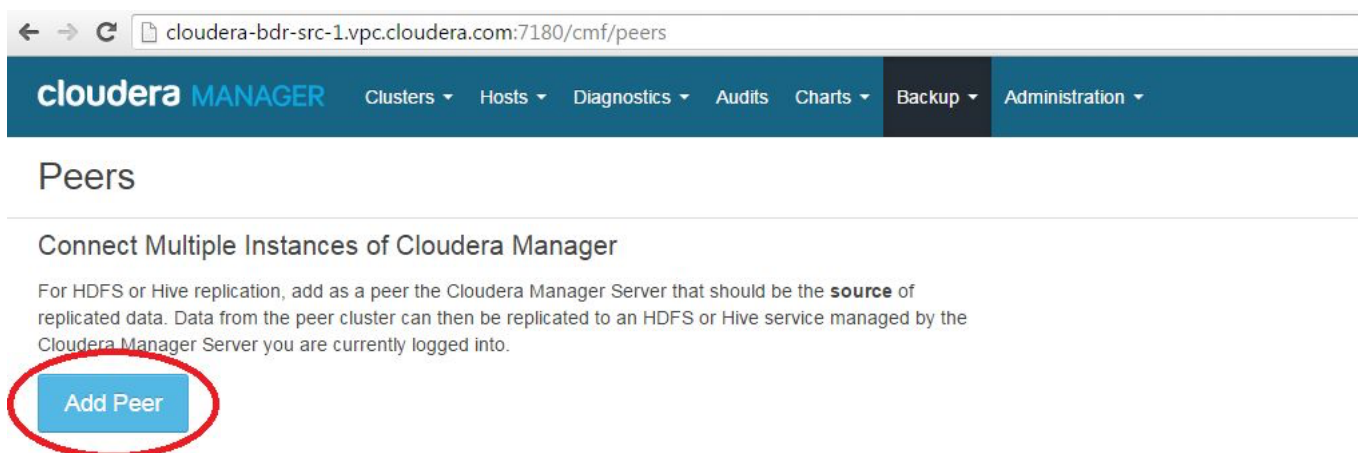 cloudera-bdr-src-1.vpc.cloudera.com:7180/cmf/peers
cloudera MANAGER Clusters Hosts Diagnostics Audits Charts Backup Administration
Peers
Connect Multiple Instances of Cloudera Manager
For HDFS or Hive replication, add as a peer the Cloudera Manager Server that should be the source of
replicated data. Data from the peer cluster can then be replicated to an HDFS or Hive service managed by the
Cloudera Manager Server you are currently logged into.
Add Peer